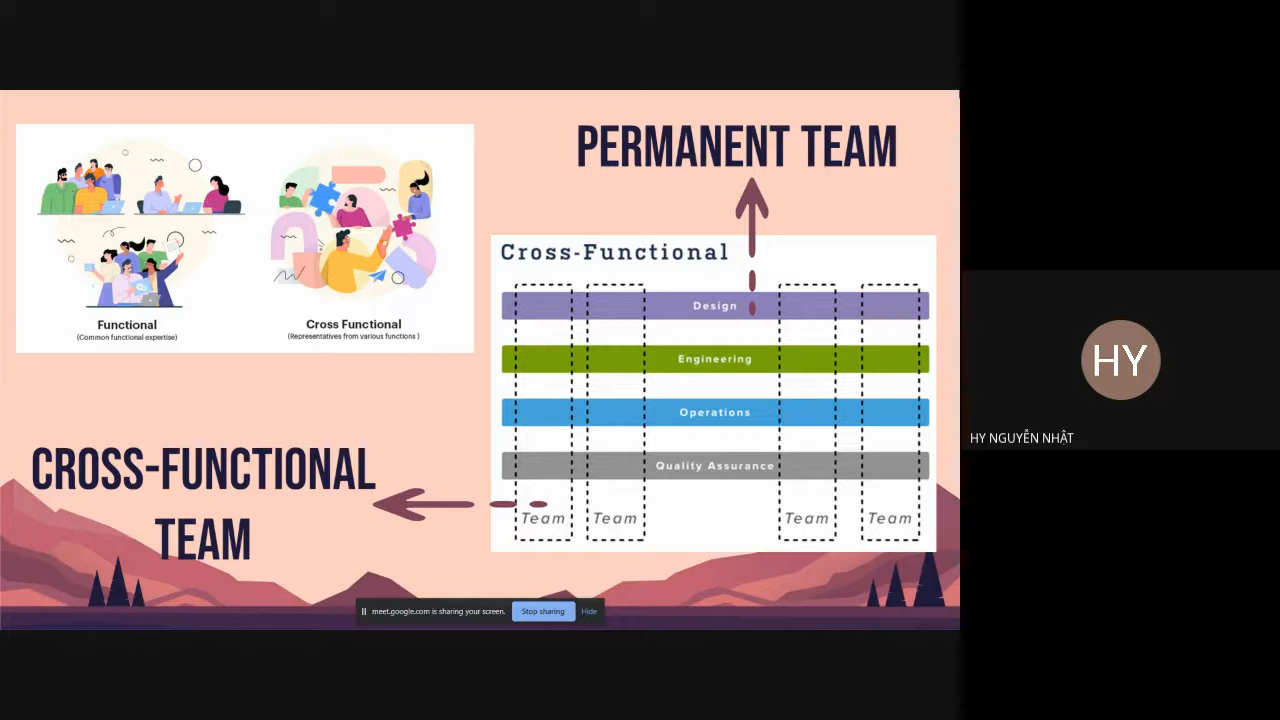 PERMANENT TEAM
Functional
(Common functional expertise)
Cross Functional
(Representatives from various functions )
Cross-Functional
Design
Engineering
Operations
Quality Assurance
Team
Team
Team
Team
CROSS-FUNCTIONAL
TEAM
meet.google.com is sharing your screen.
Stop sharing
Hide
HY
HY NGUYỄN NHẬT